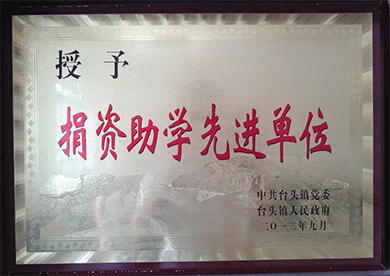 授予
捐资助学先进单位
中共台头镇党委
台头镇人民政府
二〇一二年九月